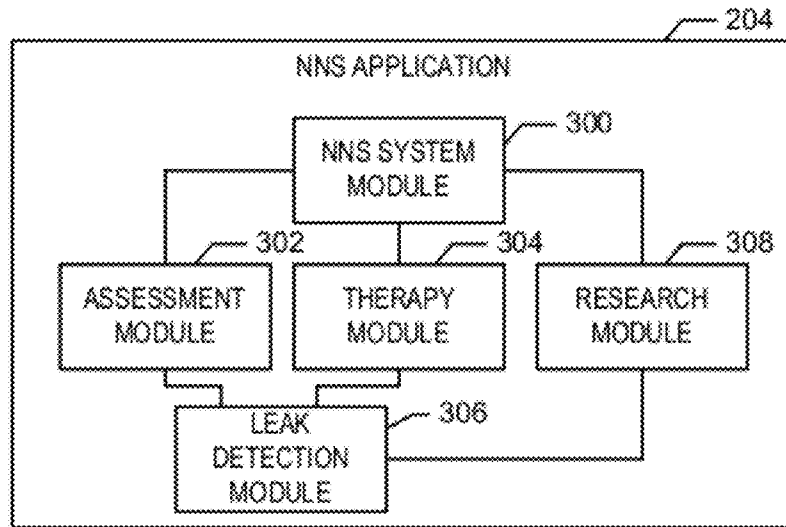 204
NNS APPLICATION
NNS SYSTEM
MODULE
300
302
ASSESSMENT
MODULE
304
THERAPY
MODULE
308
RESEARCH
MODULE
LEAK
DETECTION
MODULE
306